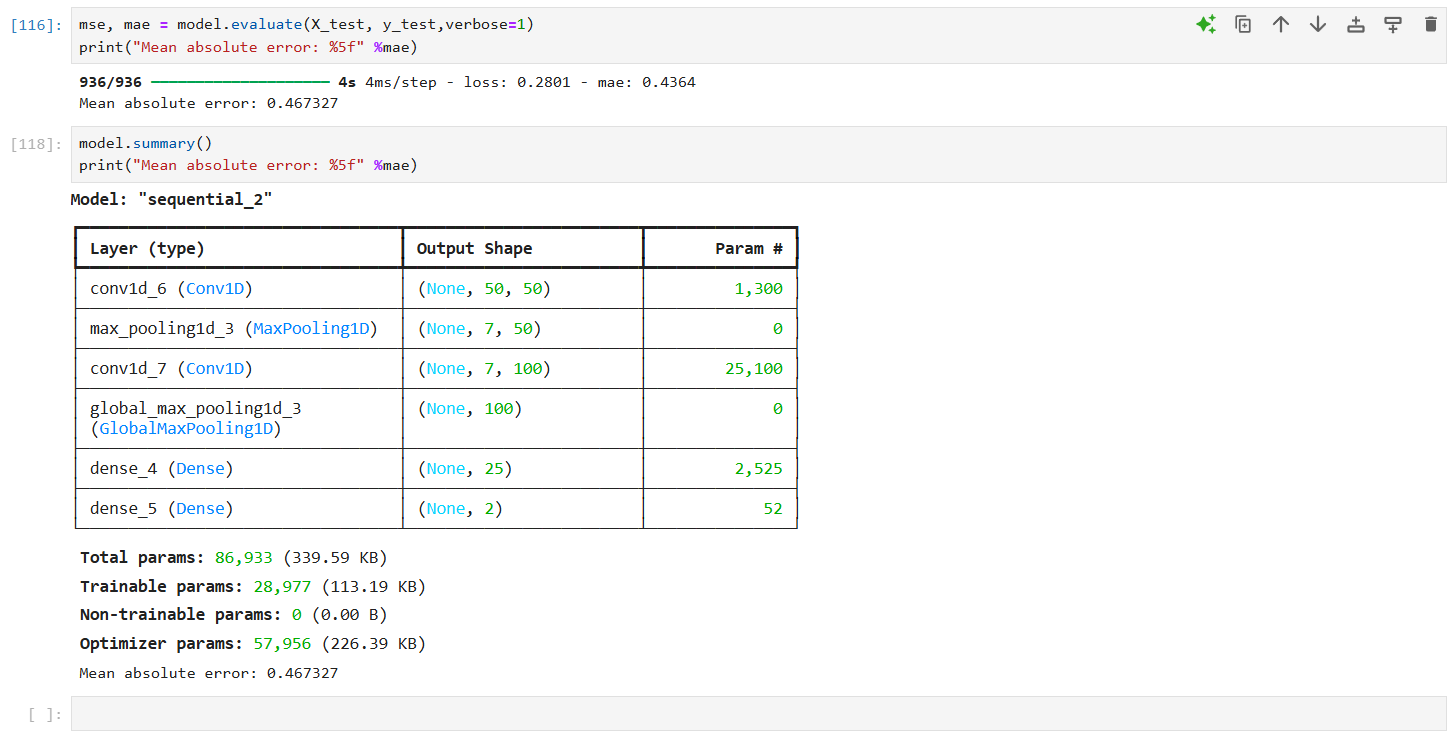 [116]: mse, mae = model.evaluate(X_test, y_test,verbose=1)
print("Mean absolute error: %5f" %mae)
936/936 ━━━━━━━━━━━━━━━━━━━━ 4s 4ms/step - loss: 0.2801 - mae: 0.4364
Mean absolute error: 0.467327
[118]: model.summary()
print("Mean absolute error: %5f" %mae)
Model: "sequential_2"
Layer (type) Output Shape Param #
conv1d_6 (Conv1D) (None, 50, 50) 1,300
max_pooling1d_3 (MaxPooling1D) (None, 7, 50) 0
conv1d_7 (Conv1D) (None, 7, 100) 25,100
global_max_pooling1d_3 (None, 100) 0
(GlobalMaxPooling1D)
dense_4 (Dense) (None, 25) 2,525
dense_5 (Dense) (None, 2) 52
Total params: 86,933 (339.59 KB)
Trainable params: 28,977 (113.19 KB)
Non-trainable params: 0 (0.00 B)
Optimizer params: 57,956 (226.39 KB)
Mean absolute error: 0.467327
[ ]: